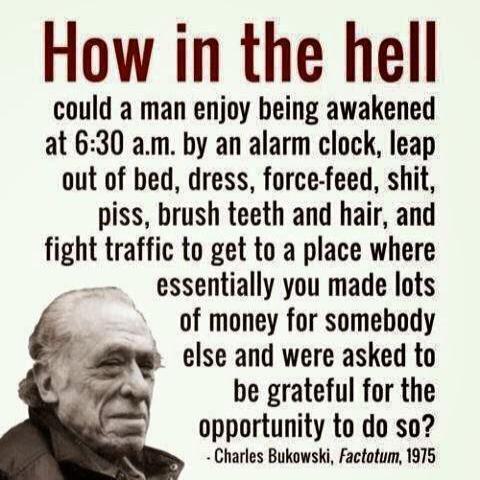 How in the hell
could a man enjoy being awakened
at 6:30 a.m. by an alarm clock, leap
out of bed, dress, force-feed, shit,
piss, brush teeth and hair, and
fight traffic to get to a place where
essentially you made lots
of money for somebody
else and were asked to
be grateful for the
opportunity to do so?
- Charles Bukowski, Factotum, 1975